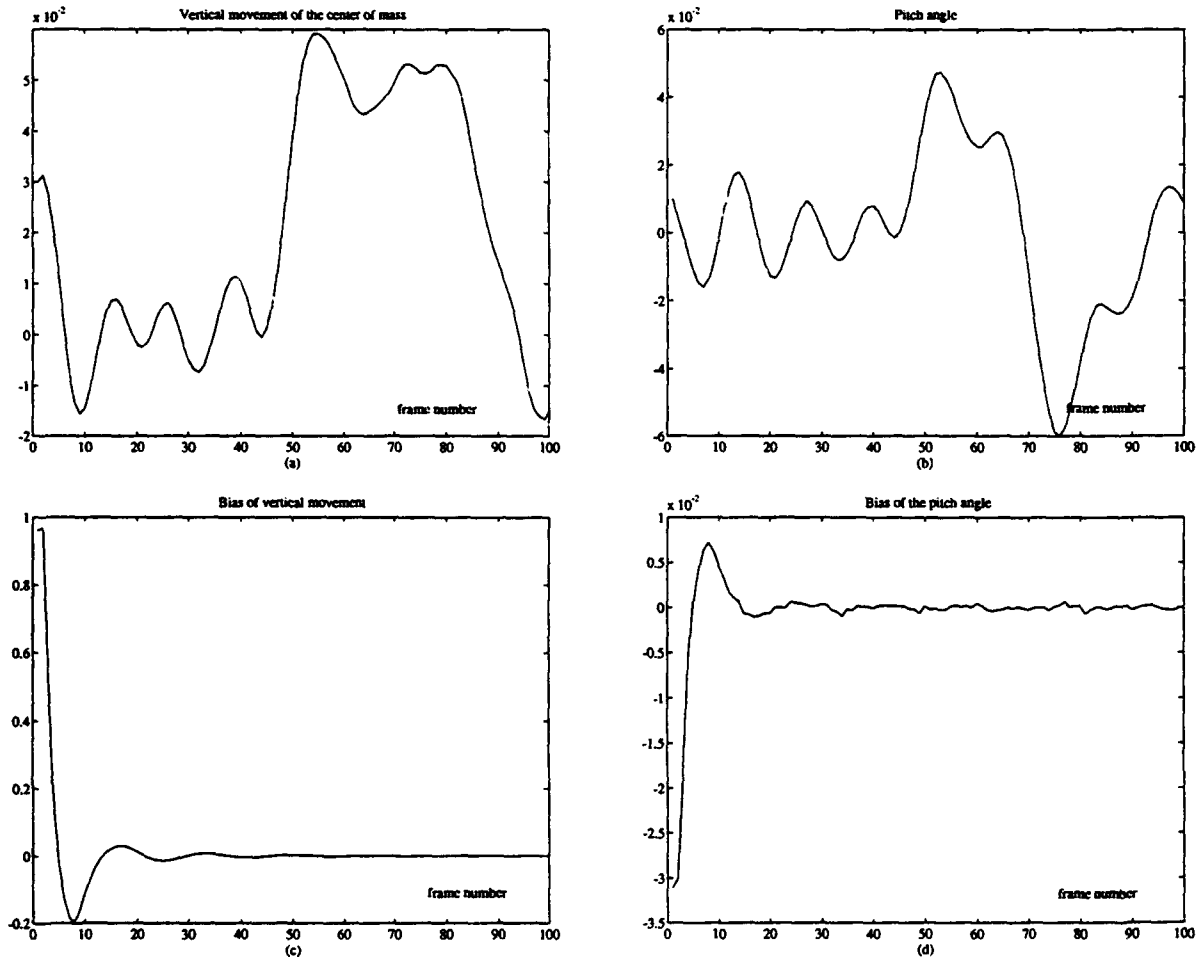 Vertical movement of the center of mass
x 10-2
5
4
3
2
1
0
-1
-2
frame number
0 10 20 30 40 50 60 70 80 90 100
(a)
Pitch angle
x 10-2
6
4
2
0
-2
-4
-6
frame number
0 10 20 30 40 50 60 70 80 90 100
(b)
Bias of vertical movement
1
0.8
0.6
0.4
0.2
0
-0.2
frame number
0 10 20 30 40 50 60 70 80 90 100
(c)
Bias of the pitch angle
x 10-2
1
0.5
0
-0.5
-1
-1.5
-2
-2.5
-3
-3.5
frame number
0 10 20 30 40 50 60 70 80 90 100
(d)